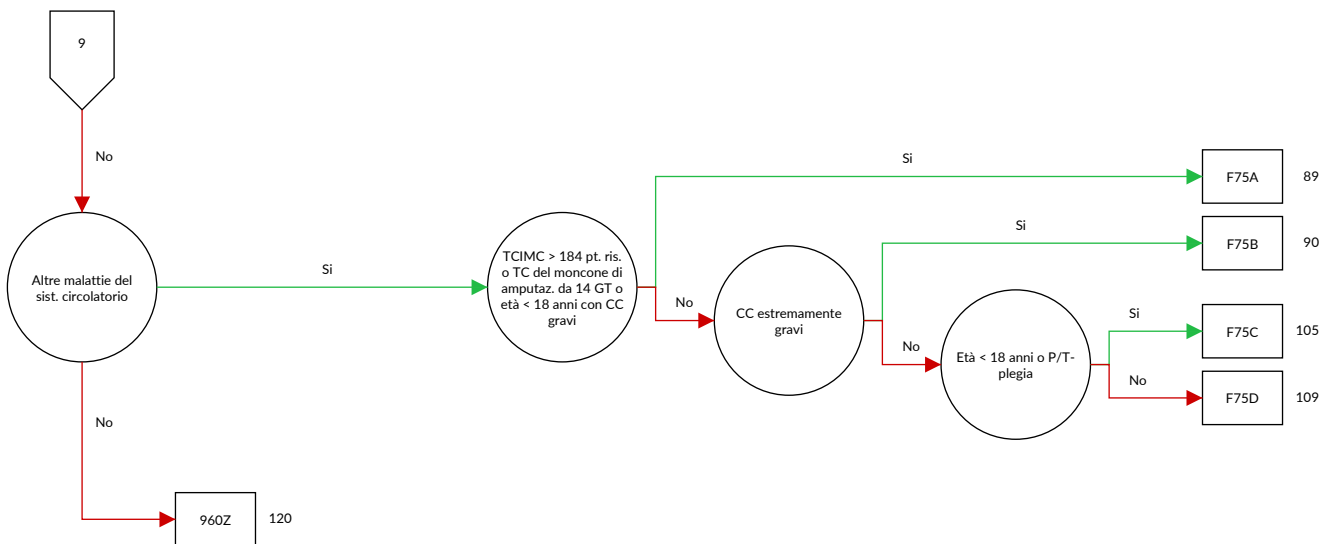 9
No
Si
F75A
89
Si
F75B
90
Altre malattie del
sist. circolatorio
Si
TCIMC > 184 pt. ris.
o TC del moncone di
amputaz. da 14 GT o
età < 18 anni con CC
gravi
No
CC estremamente
gravi
No
Età < 18 anni o P/T-
plegia
Si
F75C
105
No
F75D
109
No
960Z
120